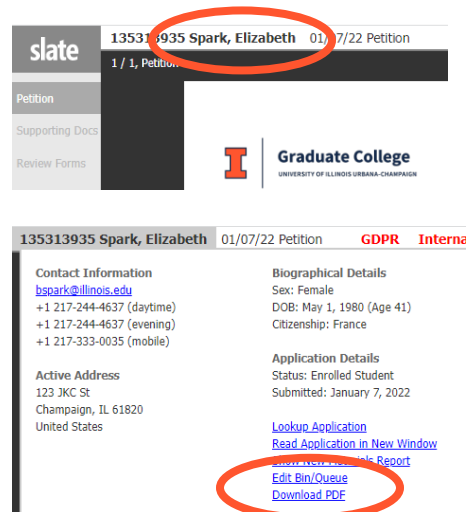 slate
135313935 Spark, Elizabeth 01/07/22 Petition
1 / 1, Petition
Petition
Supporting Docs
Review Forms
I
Graduate College
UNIVERSITY OF ILLINOIS URBANA-CHAMPAIGN
135313935 Spark, Elizabeth 01/07/22 Petition GDPR Interna
Contact Information
bspark@illinois.edu
+1 217-244-4637 (daytime)
+1 217-244-4637 (evening)
+1 217-333-0035 (mobile)
Active Address
123 JKC St
Champaign, IL 61820
United States
Biographical Details
Sex: Female
DOB: May 1, 1980 (Age 41)
Citizenship: France
Application Details
Status: Enrolled Student
Submitted: January 7, 2022
Lookup Application
Read Application in New Window
Show New Materials Report
Edit Bin/Queue
Download PDF